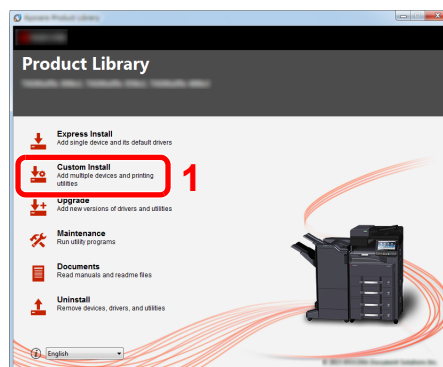 Product Library
Product Library
Express Install
Add single device and its default drivers
Custom Install
Add multiple devices and printing
utilities
1
Upgrade
Add new versions of drivers and utilities
Maintenance
Run utility programs
Documents
Read manuals and readme files
Uninstall
Remove devices, drivers, and utilities
English